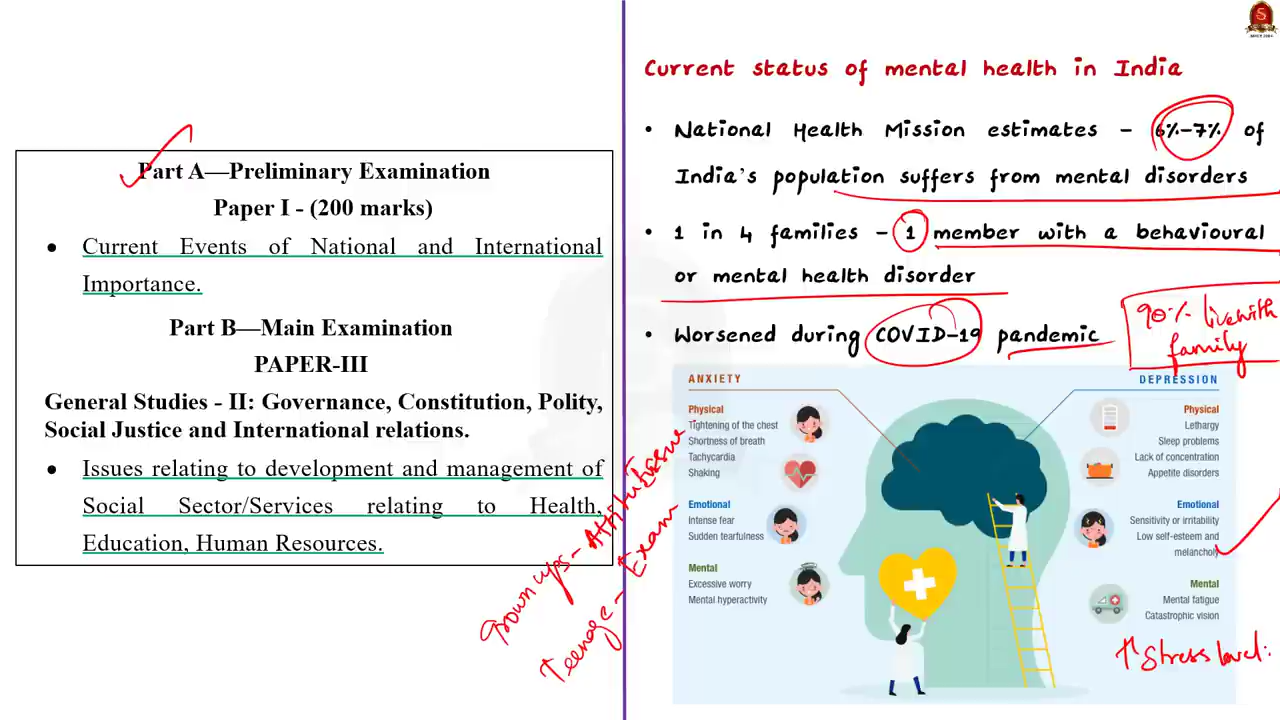 Part A—Preliminary Examination
Paper I - (200 marks)
● Current Events of National and International
Importance.
Part B—Main Examination
PAPER-III
General Studies - II: Governance, Constitution, Polity,
Social Justice and International relations.
● Issues relating to development and management of
Social Sector/Services relating to Health,
Education, Human Resources.
Current status of mental health in India
• National Health Mission estimates – 6%-7% of
India's population suffers from mental disorders
• 1 in 4 families – 1 member with a behavioural
or mental health disorder
• Worsened during COVID-19 pandemic
90% live with
family
ANXIETY
Physical
Tightening of the chest
Shortness of breath
Tachycardia
Shaking
Emotional
Intense fear
Sudden tearfulness
Mental
Excessive worry
Mental hyperactivity
DEPRESSION
Physical
Lethargy
Sleep problems
Lack of concentration
Appetite disorders
Emotional
Sensitivity or irritability
Low self-esteem and
melancholy
Mental
Mental fatigue
Catastrophic vision
Grown ups - Attitude Issue
Teenage - Exam
↑ Stress level: